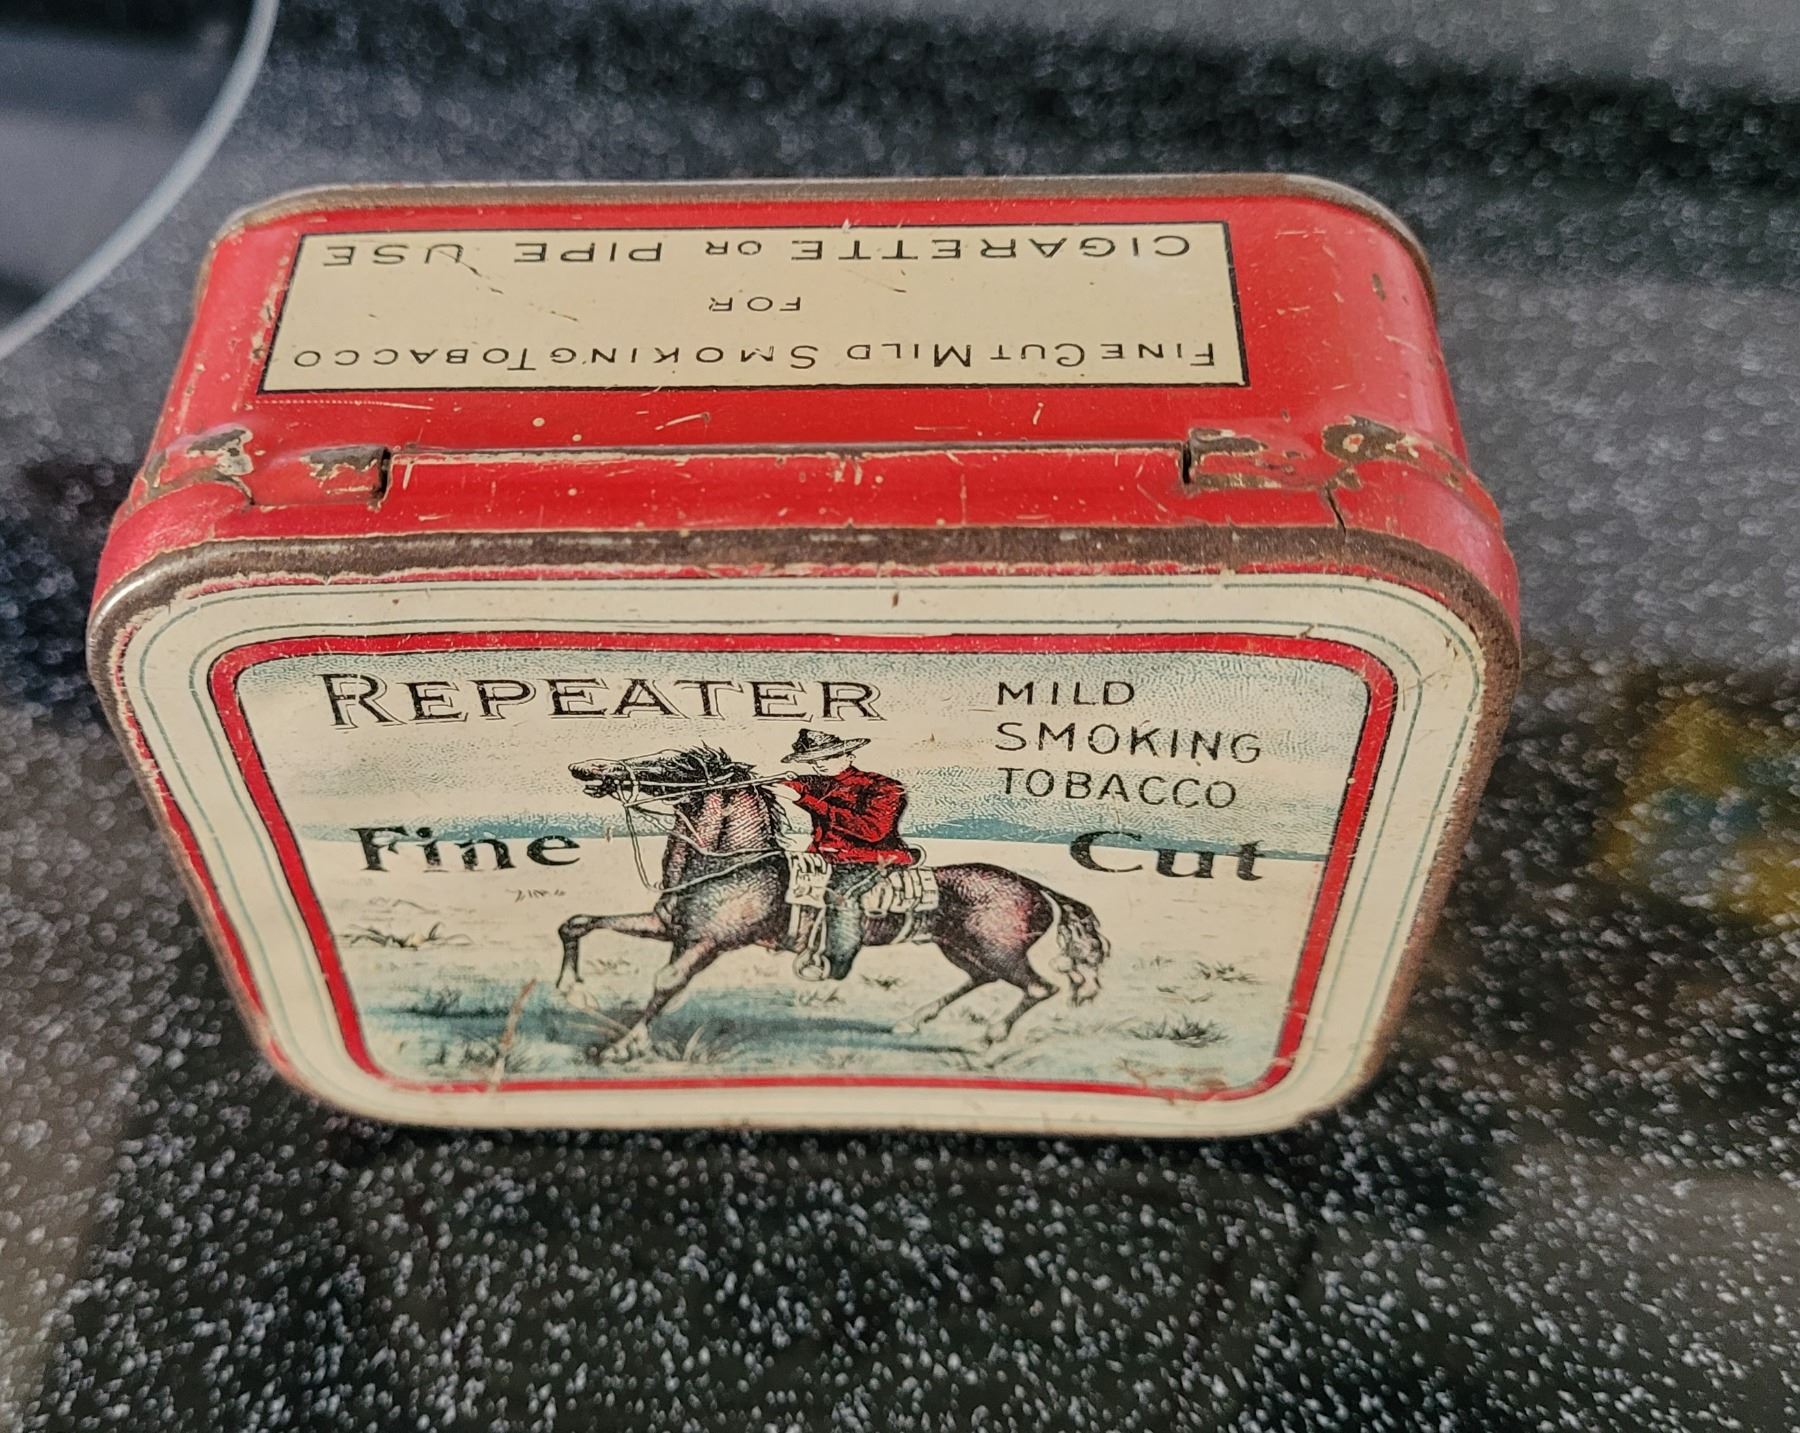 FINE CUT MILD SMOKING TOBACCO
FOR
CIGARETTE OR PIPE USE
REPEATER
MILD
SMOKING
TOBACCO
Fine Cut